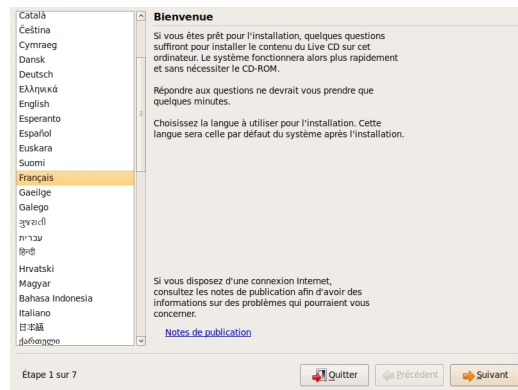 Català
Čeština
Cymraeg
Dansk
Deutsch
Ελληνικά
English
Esperanto
Español
Euskara
Suomi
Français
Gaeilge
Galego
ગુજરાતી
עברית
हिन्दी
Hrvatski
Magyar
Bahasa Indonesia
Italiano
日本語
ქართული
Bienvenue
Si vous êtes prêt pour l'installation, quelques questions
suffiront pour installer le contenu du Live CD sur cet
ordinateur. Le système fonctionnera alors plus rapidement
et sans nécessiter le CD-ROM.
Répondre aux questions ne devrait vous prendre que
quelques minutes.
Choisissez la langue à utiliser pour l'installation. Cette
langue sera celle par défaut du système après l'installation.
Si vous disposez d'une connexion Internet,
consultez les notes de publication afin d'avoir des
informations sur des problèmes qui pourraient vous
concerner.
Notes de publication
Étape 1 sur 7
Quitter
Précédent
Suivant